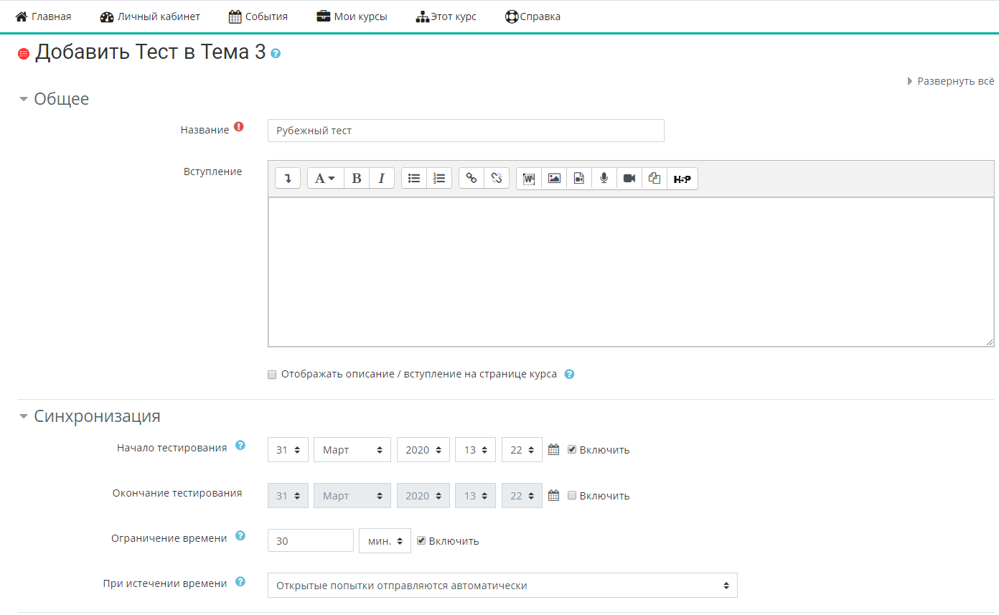 Главная Личный кабинет События Мои курсы Этот курс Справка
Добавить Тест в Тема 3
Развернуть всё
Общее
Название Рубежный тест
Вступление
A B I H5P
Отображать описание / вступление на странице курса
Синхронизация
Начало тестирования 31 Март 2020 13 22 Включить
Окончание тестирования 31 Март 2020 13 22 Включить
Ограничение времени 30 мин. Включить
При истечении времени Открытые попытки отправляются автоматически